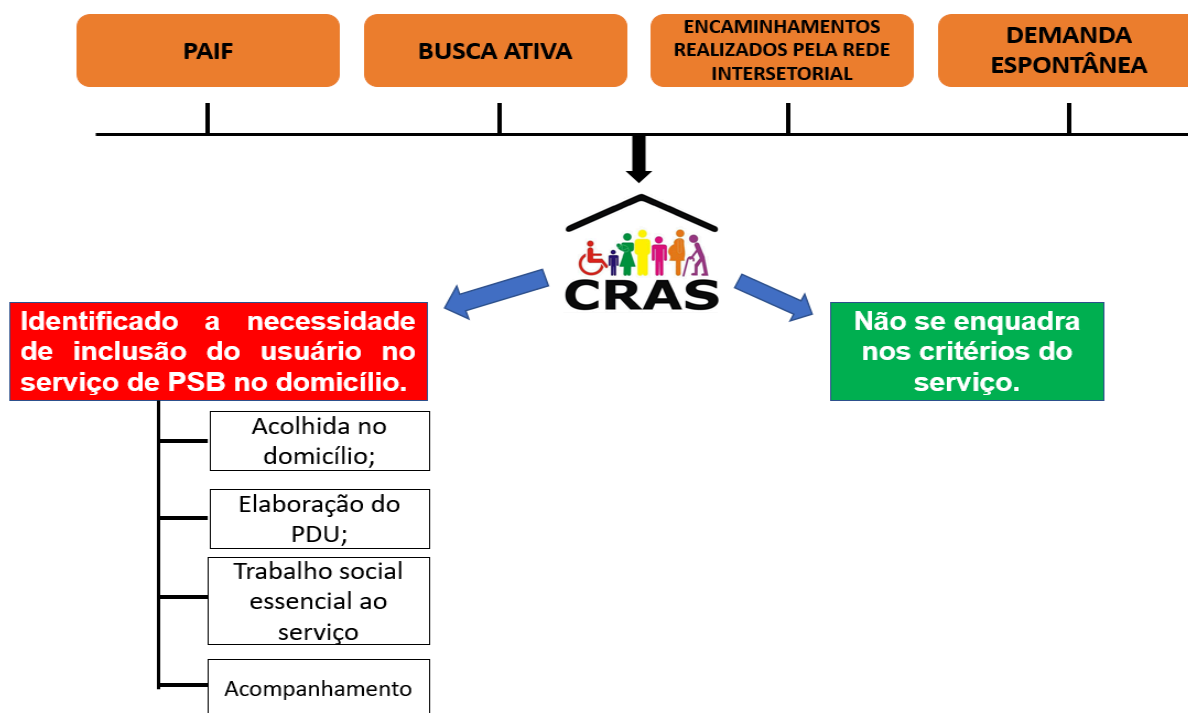 PAIF
BUSCA ATIVA
ENCAMINHAMENTOS
REALIZADOS PELA REDE
INTERSETORIAL
DEMANDA
ESPONTÂNEA
CRAS
Identificado a necessidade
de inclusão do usuário no
serviço de PSB no domicílio.
Não se enquadra
nos critérios do
serviço.
Acolhida no
domicílio;
Elaboração do
PDU;
Trabalho social
essencial ao
serviço
Acompanhamento